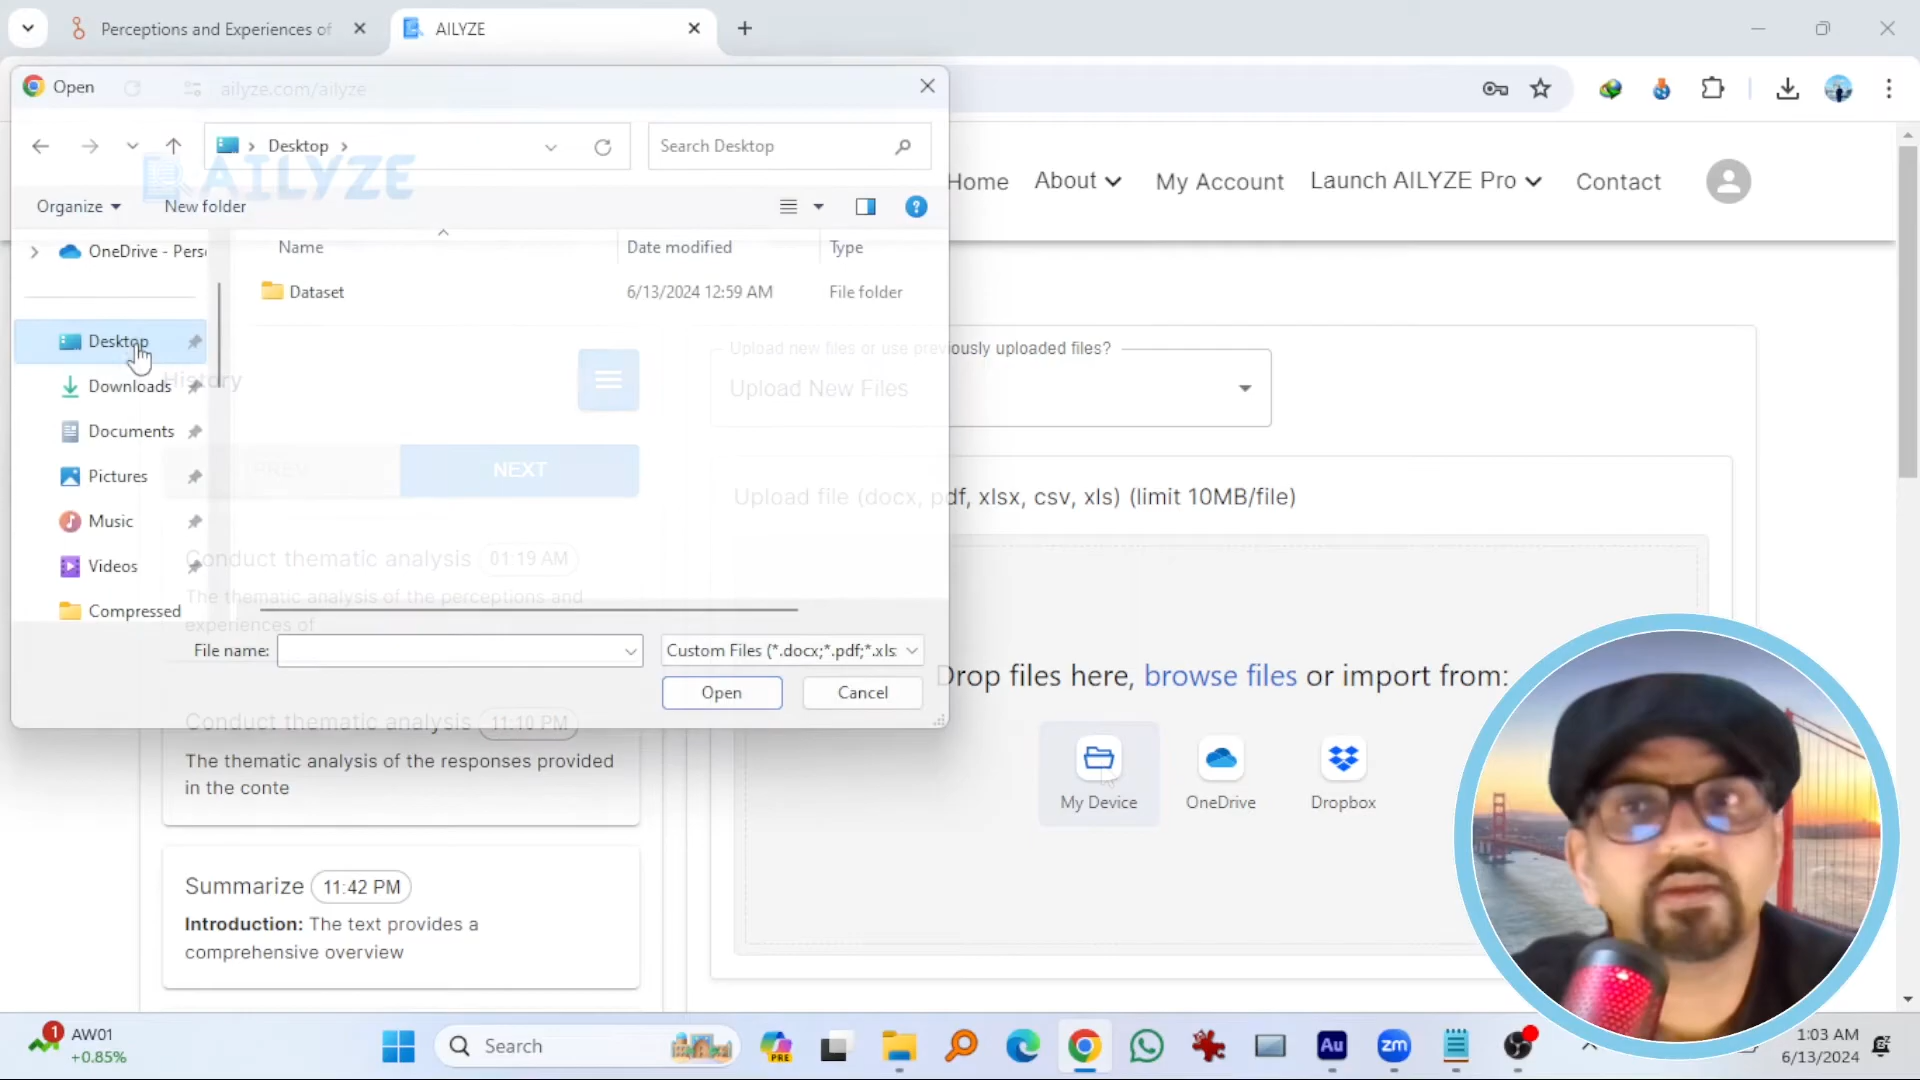 Perceptions and Experiences of
AILYZE
Open
ailyze.com/ailyze
Desktop
Search Desktop
AILYZE
Home
About
My Account
Launch AILYZE Pro
Contact
Organize
New folder
OneDrive - Pers
Name
Date modified
Type
Dataset
6/13/2024 12:59 AM
File folder
Desktop
Downloads
Documents
Pictures
Music
Videos
Compressed
History
PREV
NEXT
Upload new files or use previously uploaded files?
Upload New Files
Upload file (docx, pdf, xlsx, csv, xls) (limit 10MB/file)
Conduct thematic analysis 01:19 AM
The thematic analysis of the perceptions and
experiences of
File name:
Custom Files (*.docx;*.pdf;*.xls
Open
Cancel
Drop files here, browse files or import from:
My Device
OneDrive
Dropbox
Conduct thematic analysis 11:10 PM
The thematic analysis of the responses provided
in the conte
Summarize 11:42 PM
Introduction: The text provides a
comprehensive overview
1
AW01
+0.85%
Search
PRE
Au
zm
1:03 AM
6/13/2024